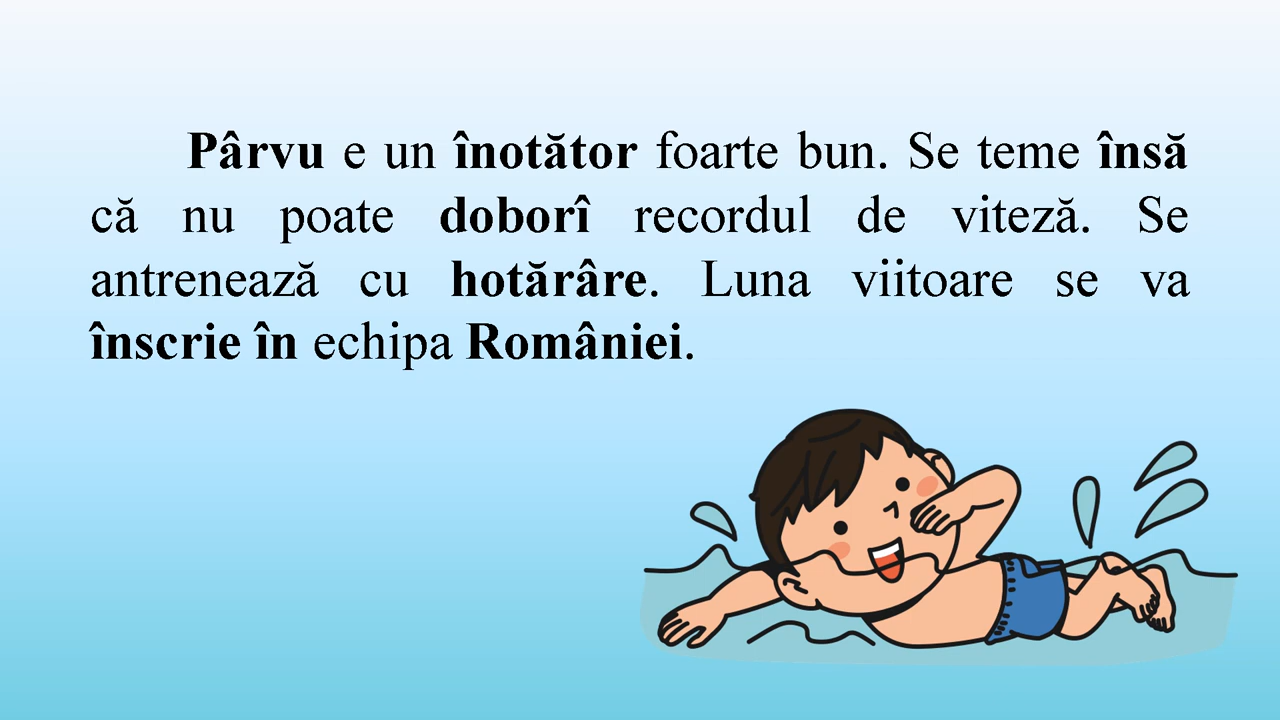 Pârvu e un înotător foarte bun. Se teme însă
că nu poate doborî recordul de viteză. Se
antrenează cu hotărâre. Luna viitoare se va
înscrie în echipa României.